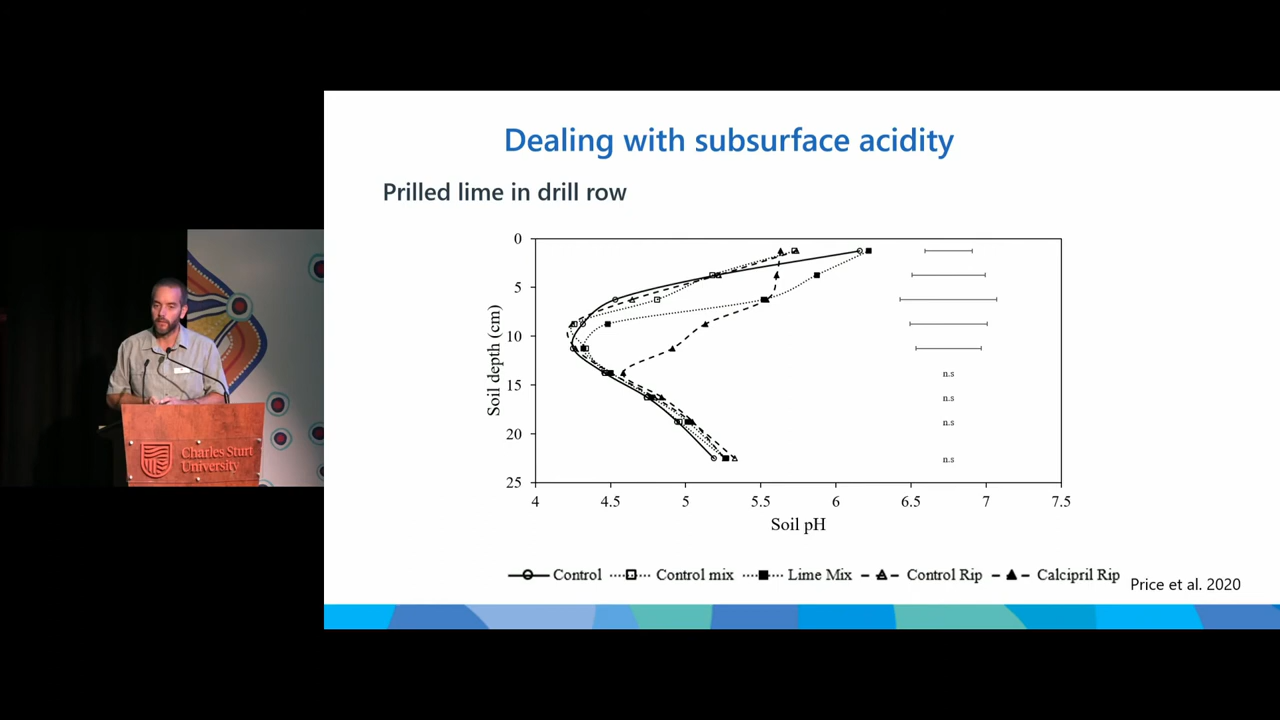 Dealing with subsurface acidity
Prilled lime in drill row
0
5
10
15
20
25
Soil depth (cm)
n.s
n.s
n.s
n.s
4
4.5
5
5.5
6
6.5
7
7.5
Soil pH
Control
Control mix
Lime Mix
Control Rip
Calcipril Rip
Price et al. 2020
Charles Sturt
University